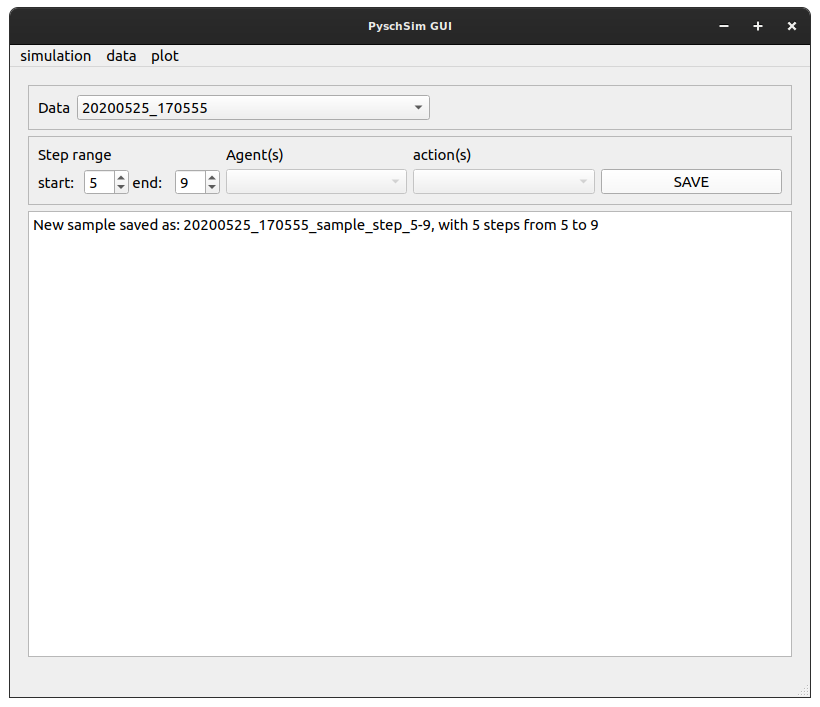 PyschSim GUI
simulation data plot
Data 20200525_170555
Step range Agent(s) action(s)
start: 5 end: 9 SAVE
New sample saved as: 20200525_170555_sample_step_5-9, with 5 steps from 5 to 9